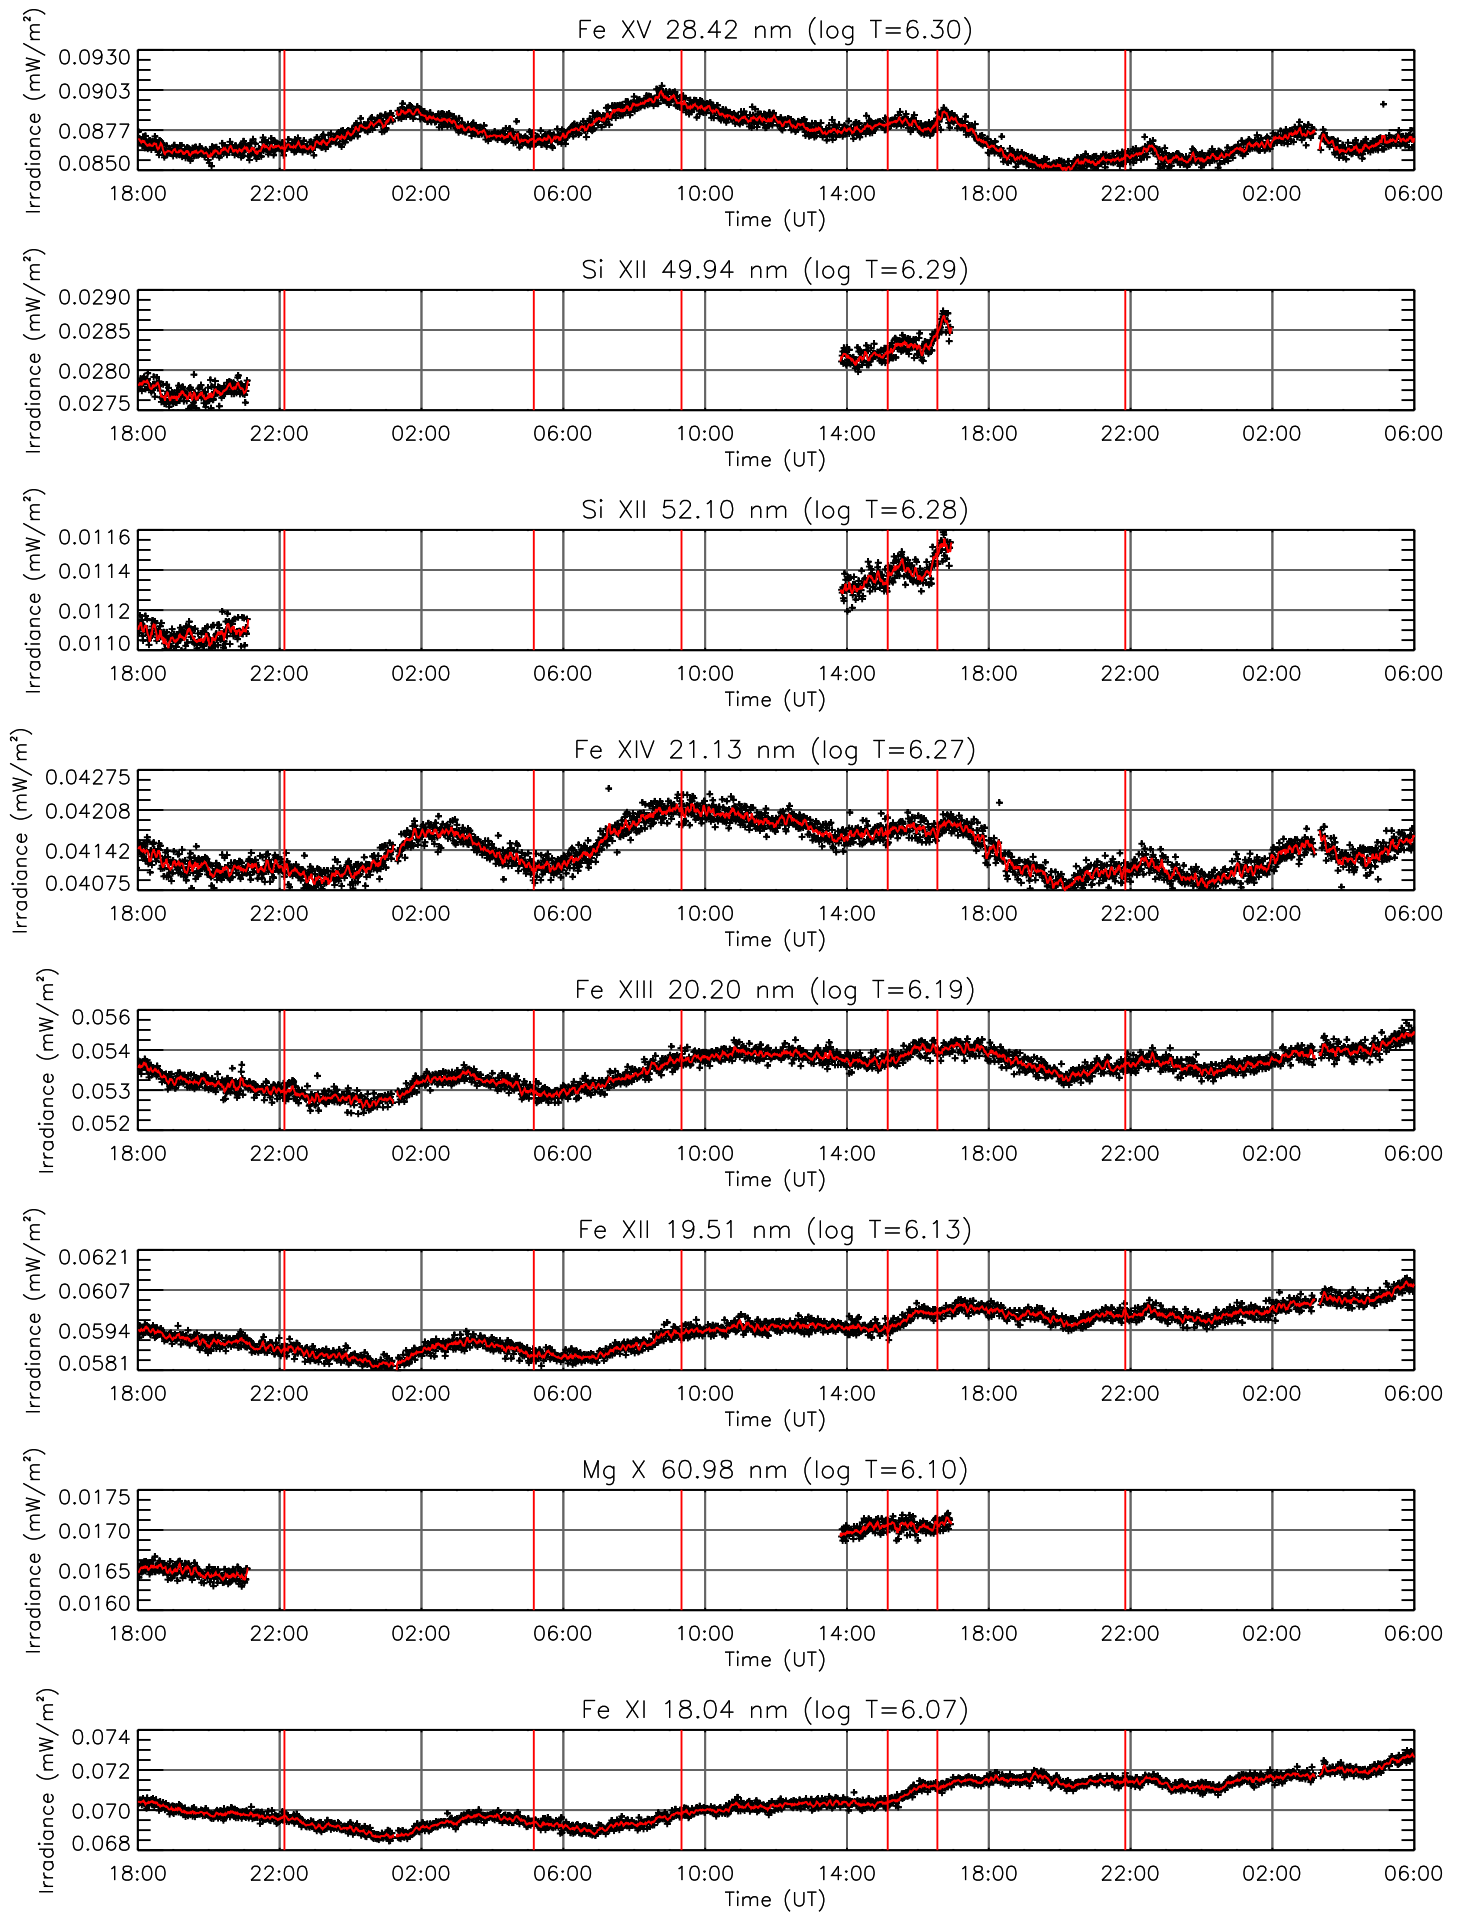 Fe XV 28.42 nm (log T=6.30)
Irradiance (mW/m²)
0.0930
0.0903
0.0877
0.0850
18:00 22:00 02:00 06:00 10:00 14:00 18:00 22:00 02:00 06:00
Time (UT)
Si XII 49.94 nm (log T=6.29)
Irradiance (mW/m²)
0.0290
0.0285
0.0280
0.0275
18:00 22:00 02:00 06:00 10:00 14:00 18:00 22:00 02:00 06:00
Time (UT)
Si XII 52.10 nm (log T=6.28)
Irradiance (mW/m²)
0.0116
0.0114
0.0112
0.0110
18:00 22:00 02:00 06:00 10:00 14:00 18:00 22:00 02:00 06:00
Time (UT)
Fe XIV 21.13 nm (log T=6.27)
Irradiance (mW/m²)
0.04275
0.04208
0.04142
0.04075
18:00 22:00 02:00 06:00 10:00 14:00 18:00 22:00 02:00 06:00
Time (UT)
Fe XIII 20.20 nm (log T=6.19)
Irradiance (mW/m²)
0.056
0.054
0.053
0.052
18:00 22:00 02:00 06:00 10:00 14:00 18:00 22:00 02:00 06:00
Time (UT)
Fe XII 19.51 nm (log T=6.13)
Irradiance (mW/m²)
0.0621
0.0607
0.0594
0.0581
18:00 22:00 02:00 06:00 10:00 14:00 18:00 22:00 02:00 06:00
Time (UT)
Mg X 60.98 nm (log T=6.10)
Irradiance (mW/m²)
0.0175
0.0170
0.0165
0.0160
18:00 22:00 02:00 06:00 10:00 14:00 18:00 22:00 02:00 06:00
Time (UT)
Fe XI 18.04 nm (log T=6.07)
Irradiance (mW/m²)
0.074
0.072
0.070
0.068
18:00 22:00 02:00 06:00 10:00 14:00 18:00 22:00 02:00 06:00
Time (UT)